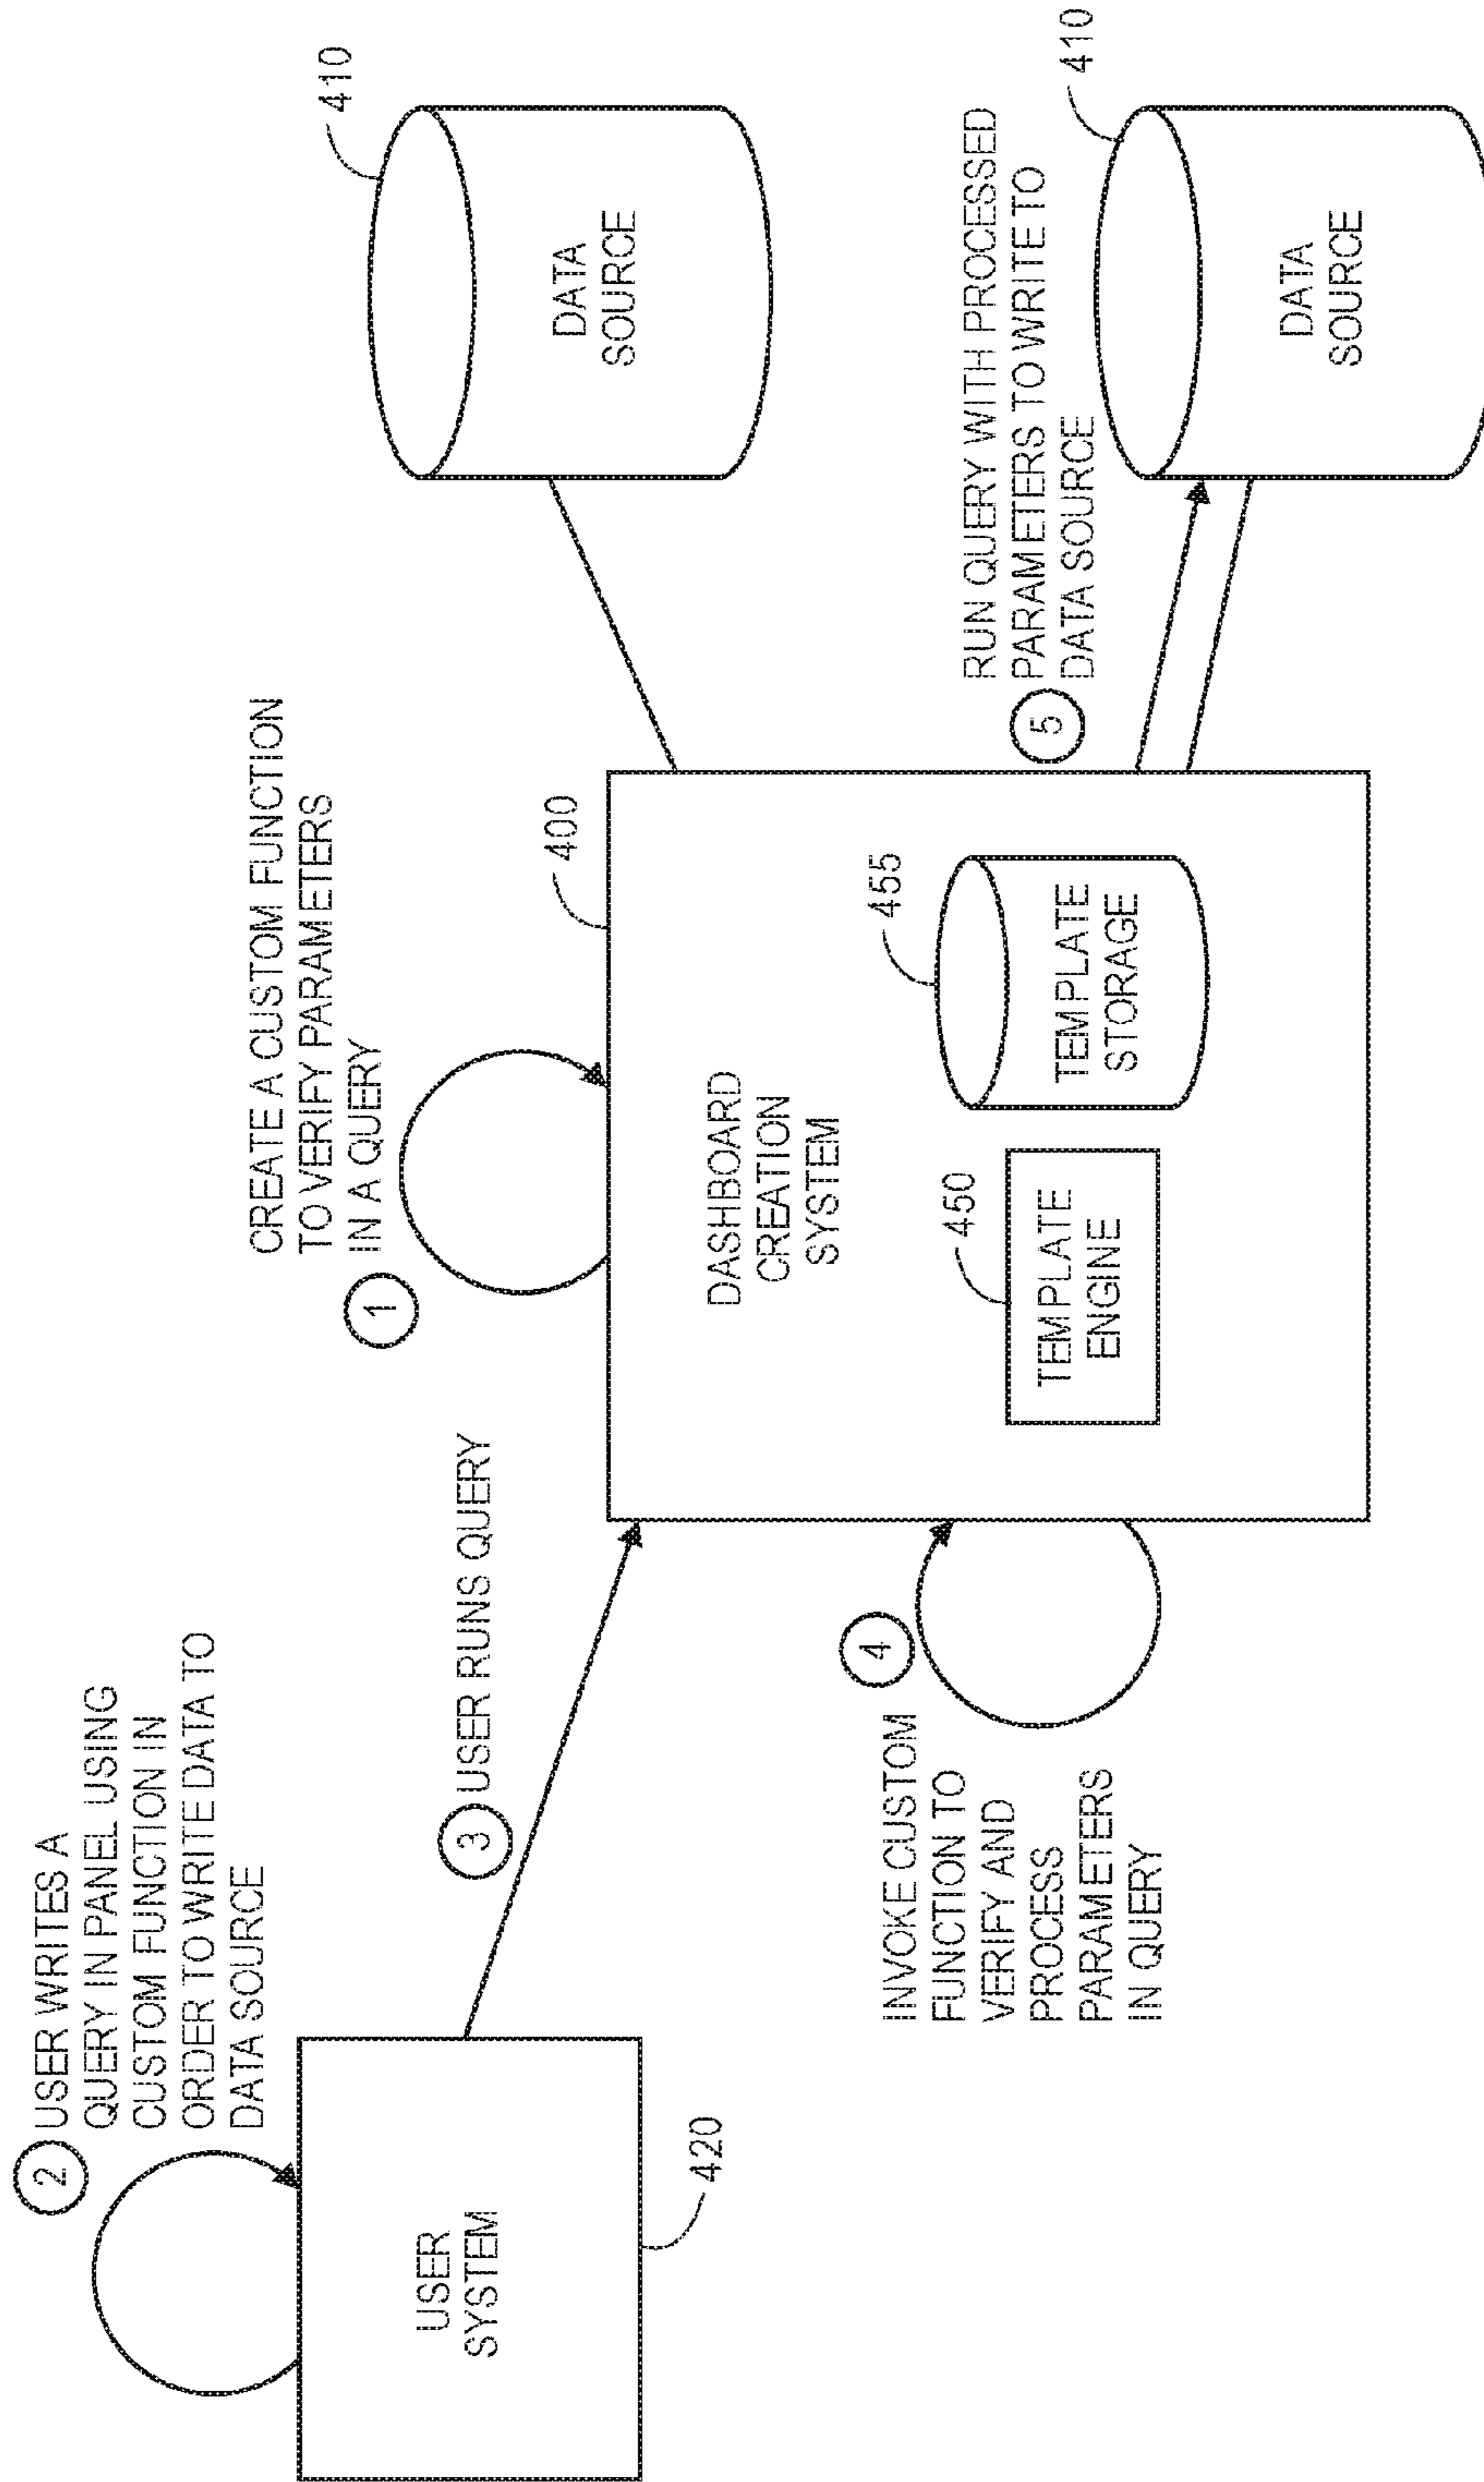 2
USER WRITES A
QUERY IN PANEL USING
CUSTOM FUNCTION IN
ORDER TO WRITE DATA TO
DATA SOURCE
USER
SYSTEM
420
3
USER RUNS QUERY
1
CREATE A CUSTOM FUNCTION
TO VERIFY PARAMETERS
IN A QUERY
400
DASHBOARD
CREATION
SYSTEM
450
TEMPLATE
ENGINE
455
TEMPLATE
STORAGE
4
INVOKE CUSTOM
FUNCTION TO
VERIFY AND
PROCESS
PARAMETERS
IN QUERY
410
DATA
SOURCE
5
RUN QUERY WITH PROCESSED
PARAMETERS TO WRITE TO
DATA SOURCE
410
DATA
SOURCE